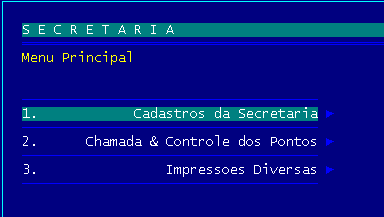 S E C R E T A R I A
Menu Principal
1. Cadastros da Secretaria
2. Chamada & Controle dos Pontos
3. Impressoes Diversas